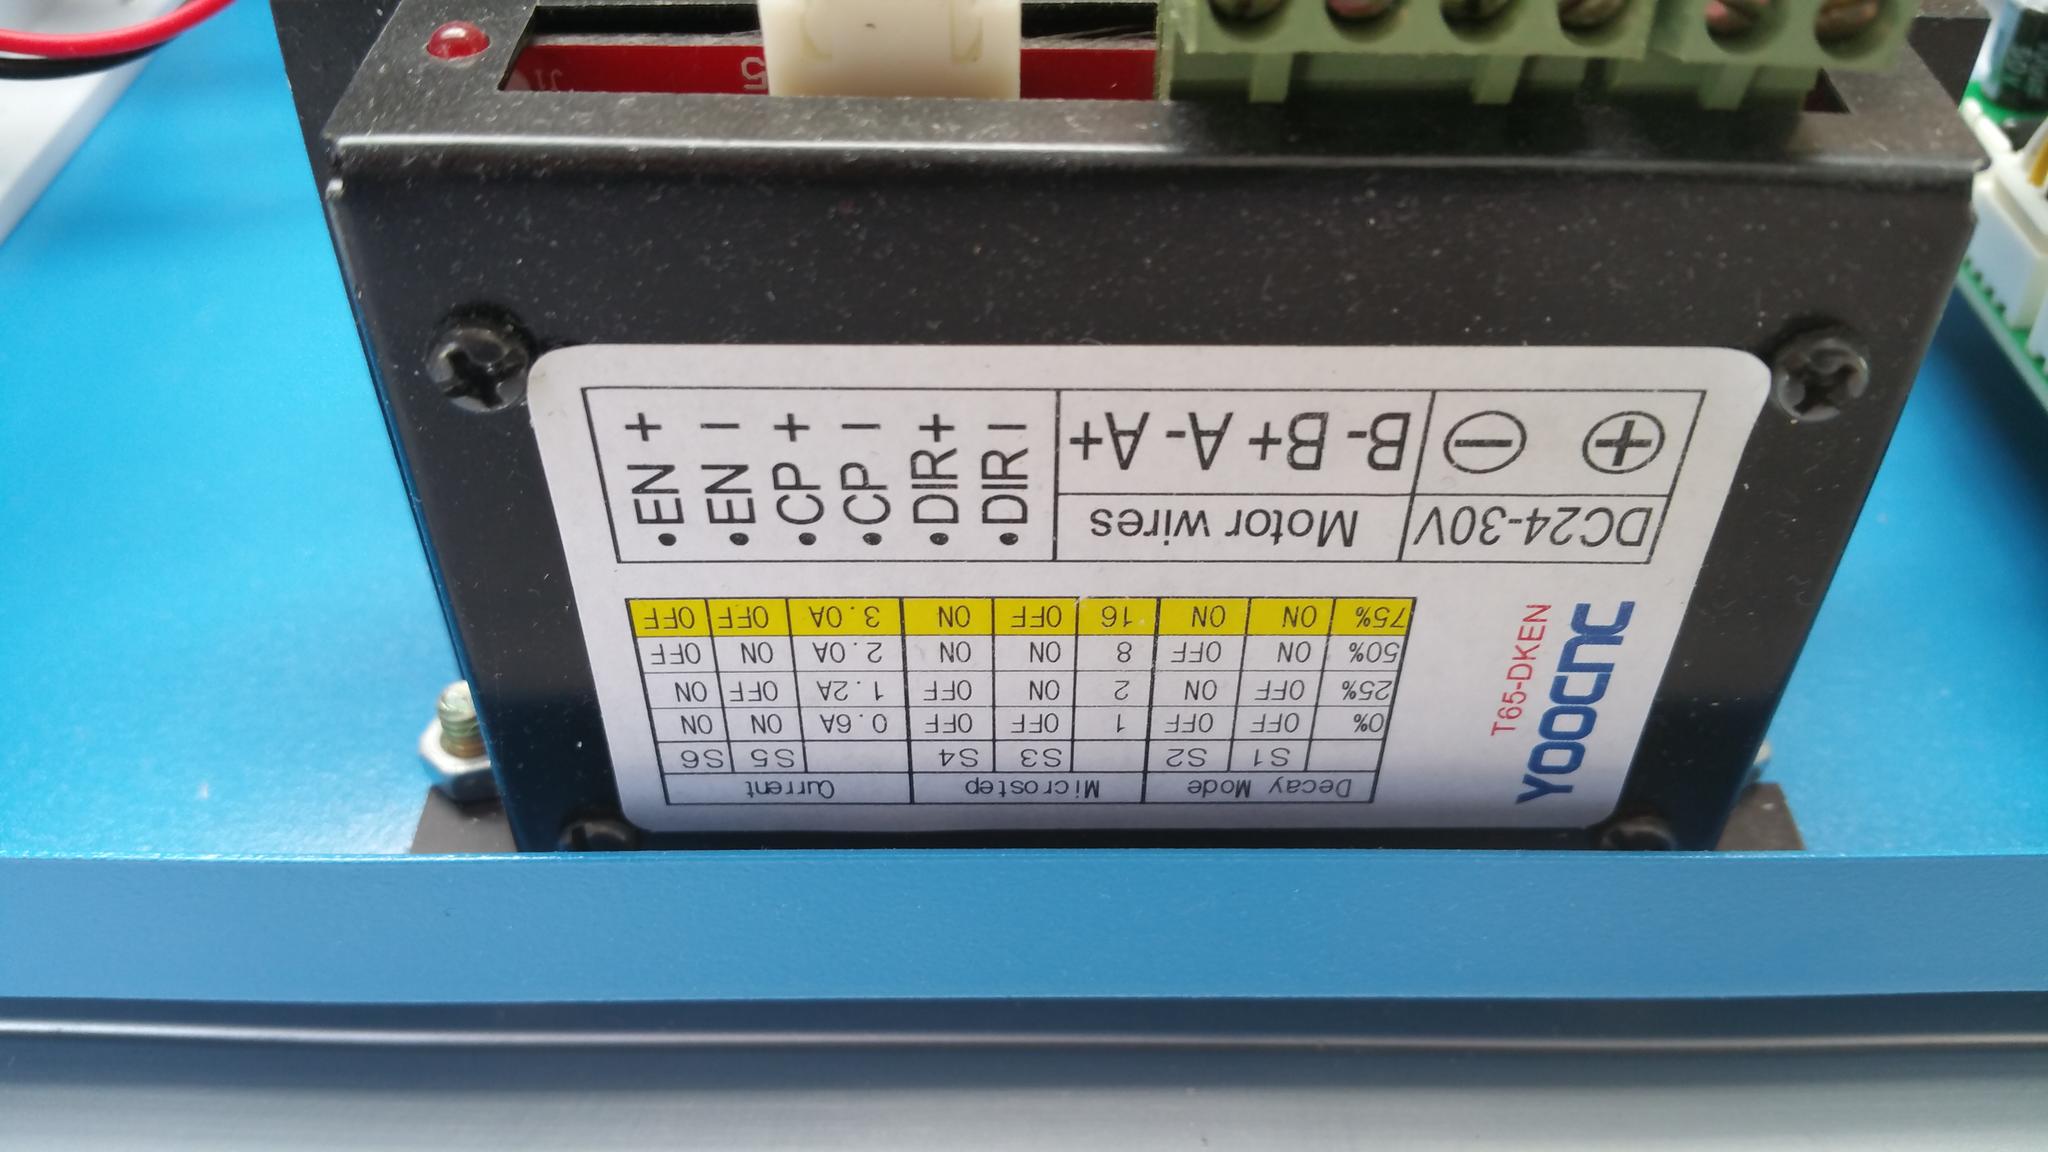 YOOCNC
T65-DKEN
Decay Mode Microstep Current
S1 S2 S3 S4 S5 S6
0% OFF OFF 1 OFF OFF 0.6A ON ON
25% OFF ON 2 ON OFF 1.2A OFF ON
50% ON OFF 8 ON ON 2.0A ON OFF
75% ON ON 16 OFF ON 3.0A OFF OFF
DC24-30V Motor wires
+ - B- B+ A- A+
• DIR -
• DIR+
• CP -
• CP +
• EN -
• EN +
J1